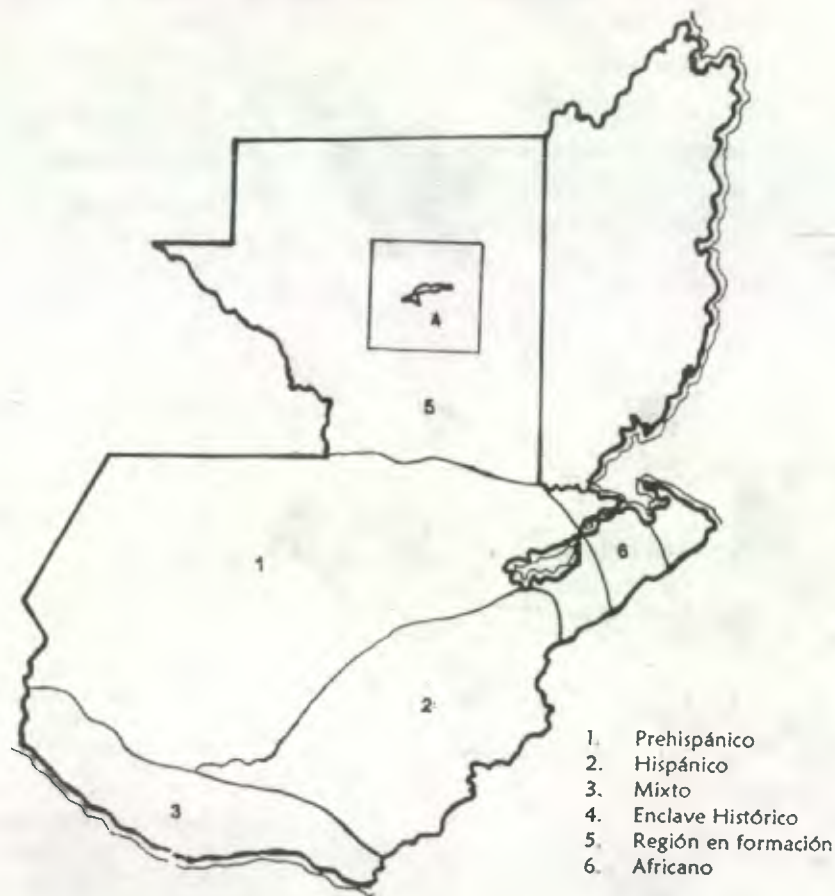 4
5
1
6
2
3
1. Prehispánico
2. Hispánico
3. Mixto
4. Enclave Histórico
5. Región en formación
6. Africano